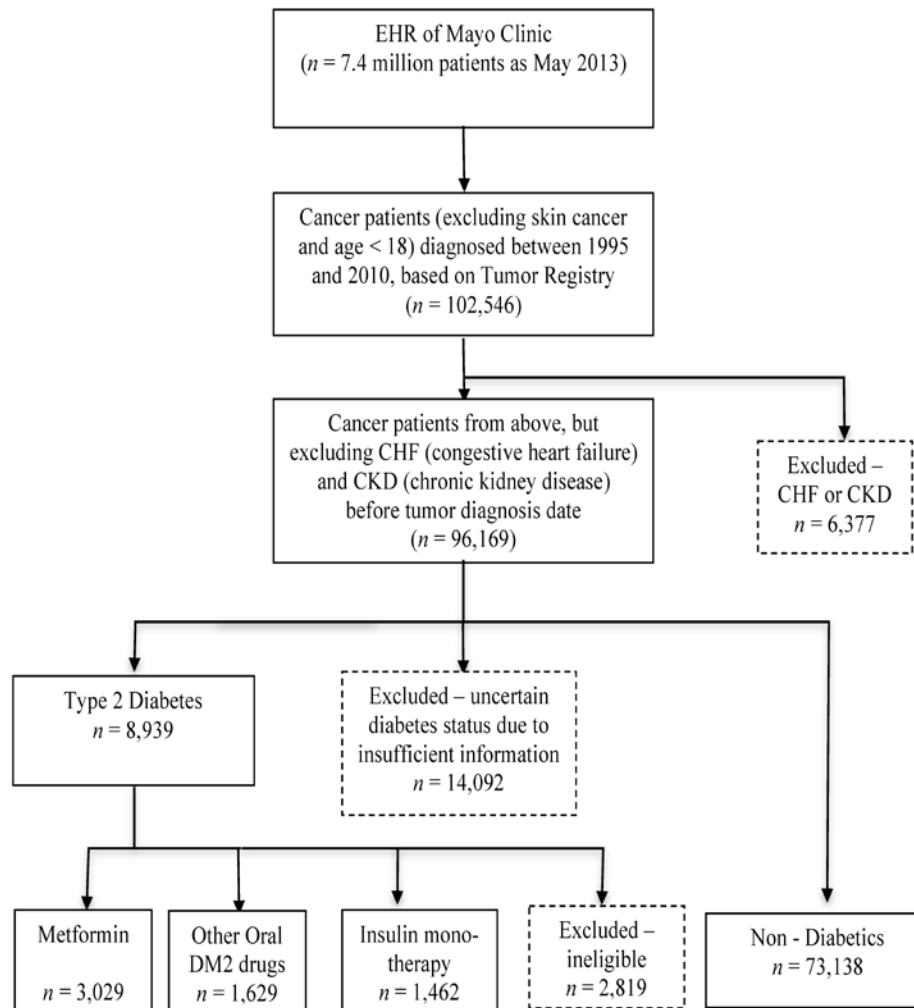 EHR of Mayo Clinic
(n = 7.4 million patients as May 2013)
Cancer patients (excluding skin cancer
and age < 18) diagnosed between 1995
and 2010, based on Tumor Registry
(n = 102,546)
Cancer patients from above, but
excluding CHF (congestive heart failure)
and CKD (chronic kidney disease)
before tumor diagnosis date
(n = 96,169)
Excluded –
CHF or CKD
n = 6,377
Type 2 Diabetes
n = 8,939
Excluded – uncertain
diabetes status due to
insufficient information
n = 14,092
Metformin
n = 3,029
Other Oral
DM2 drugs
n = 1,629
Insulin mono-
therapy
n = 1,462
Excluded –
ineligible
n = 2,819
Non - Diabetics
n = 73,138